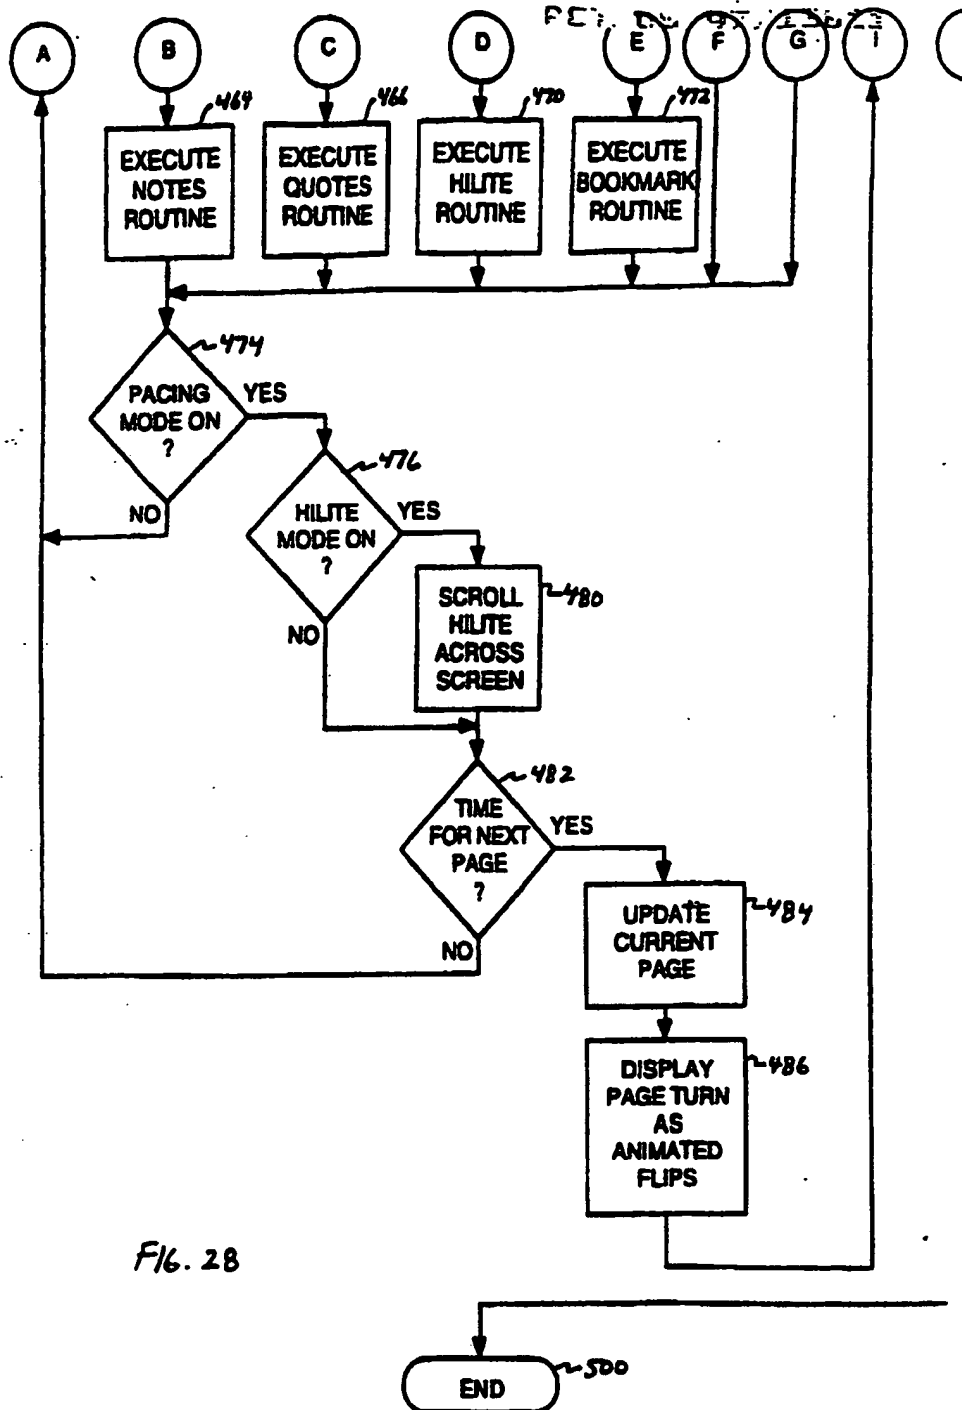 A
B
C
D
E
F
G
I
464
466
470
472
EXECUTE
NOTES
ROUTINE
EXECUTE
QUOTES
ROUTINE
EXECUTE
HILITE
ROUTINE
EXECUTE
BOOKMARK
ROUTINE
474
PACING
MODE ON
?
YES
NO
476
HILITE
MODE ON
?
YES
NO
480
SCROLL
HILITE
ACROSS
SCREEN
482
TIME
FOR NEXT
PAGE
?
YES
NO
484
UPDATE
CURRENT
PAGE
486
DISPLAY
PAGE TURN
AS
ANIMATED
FLIPS
FIG. 28
500
END